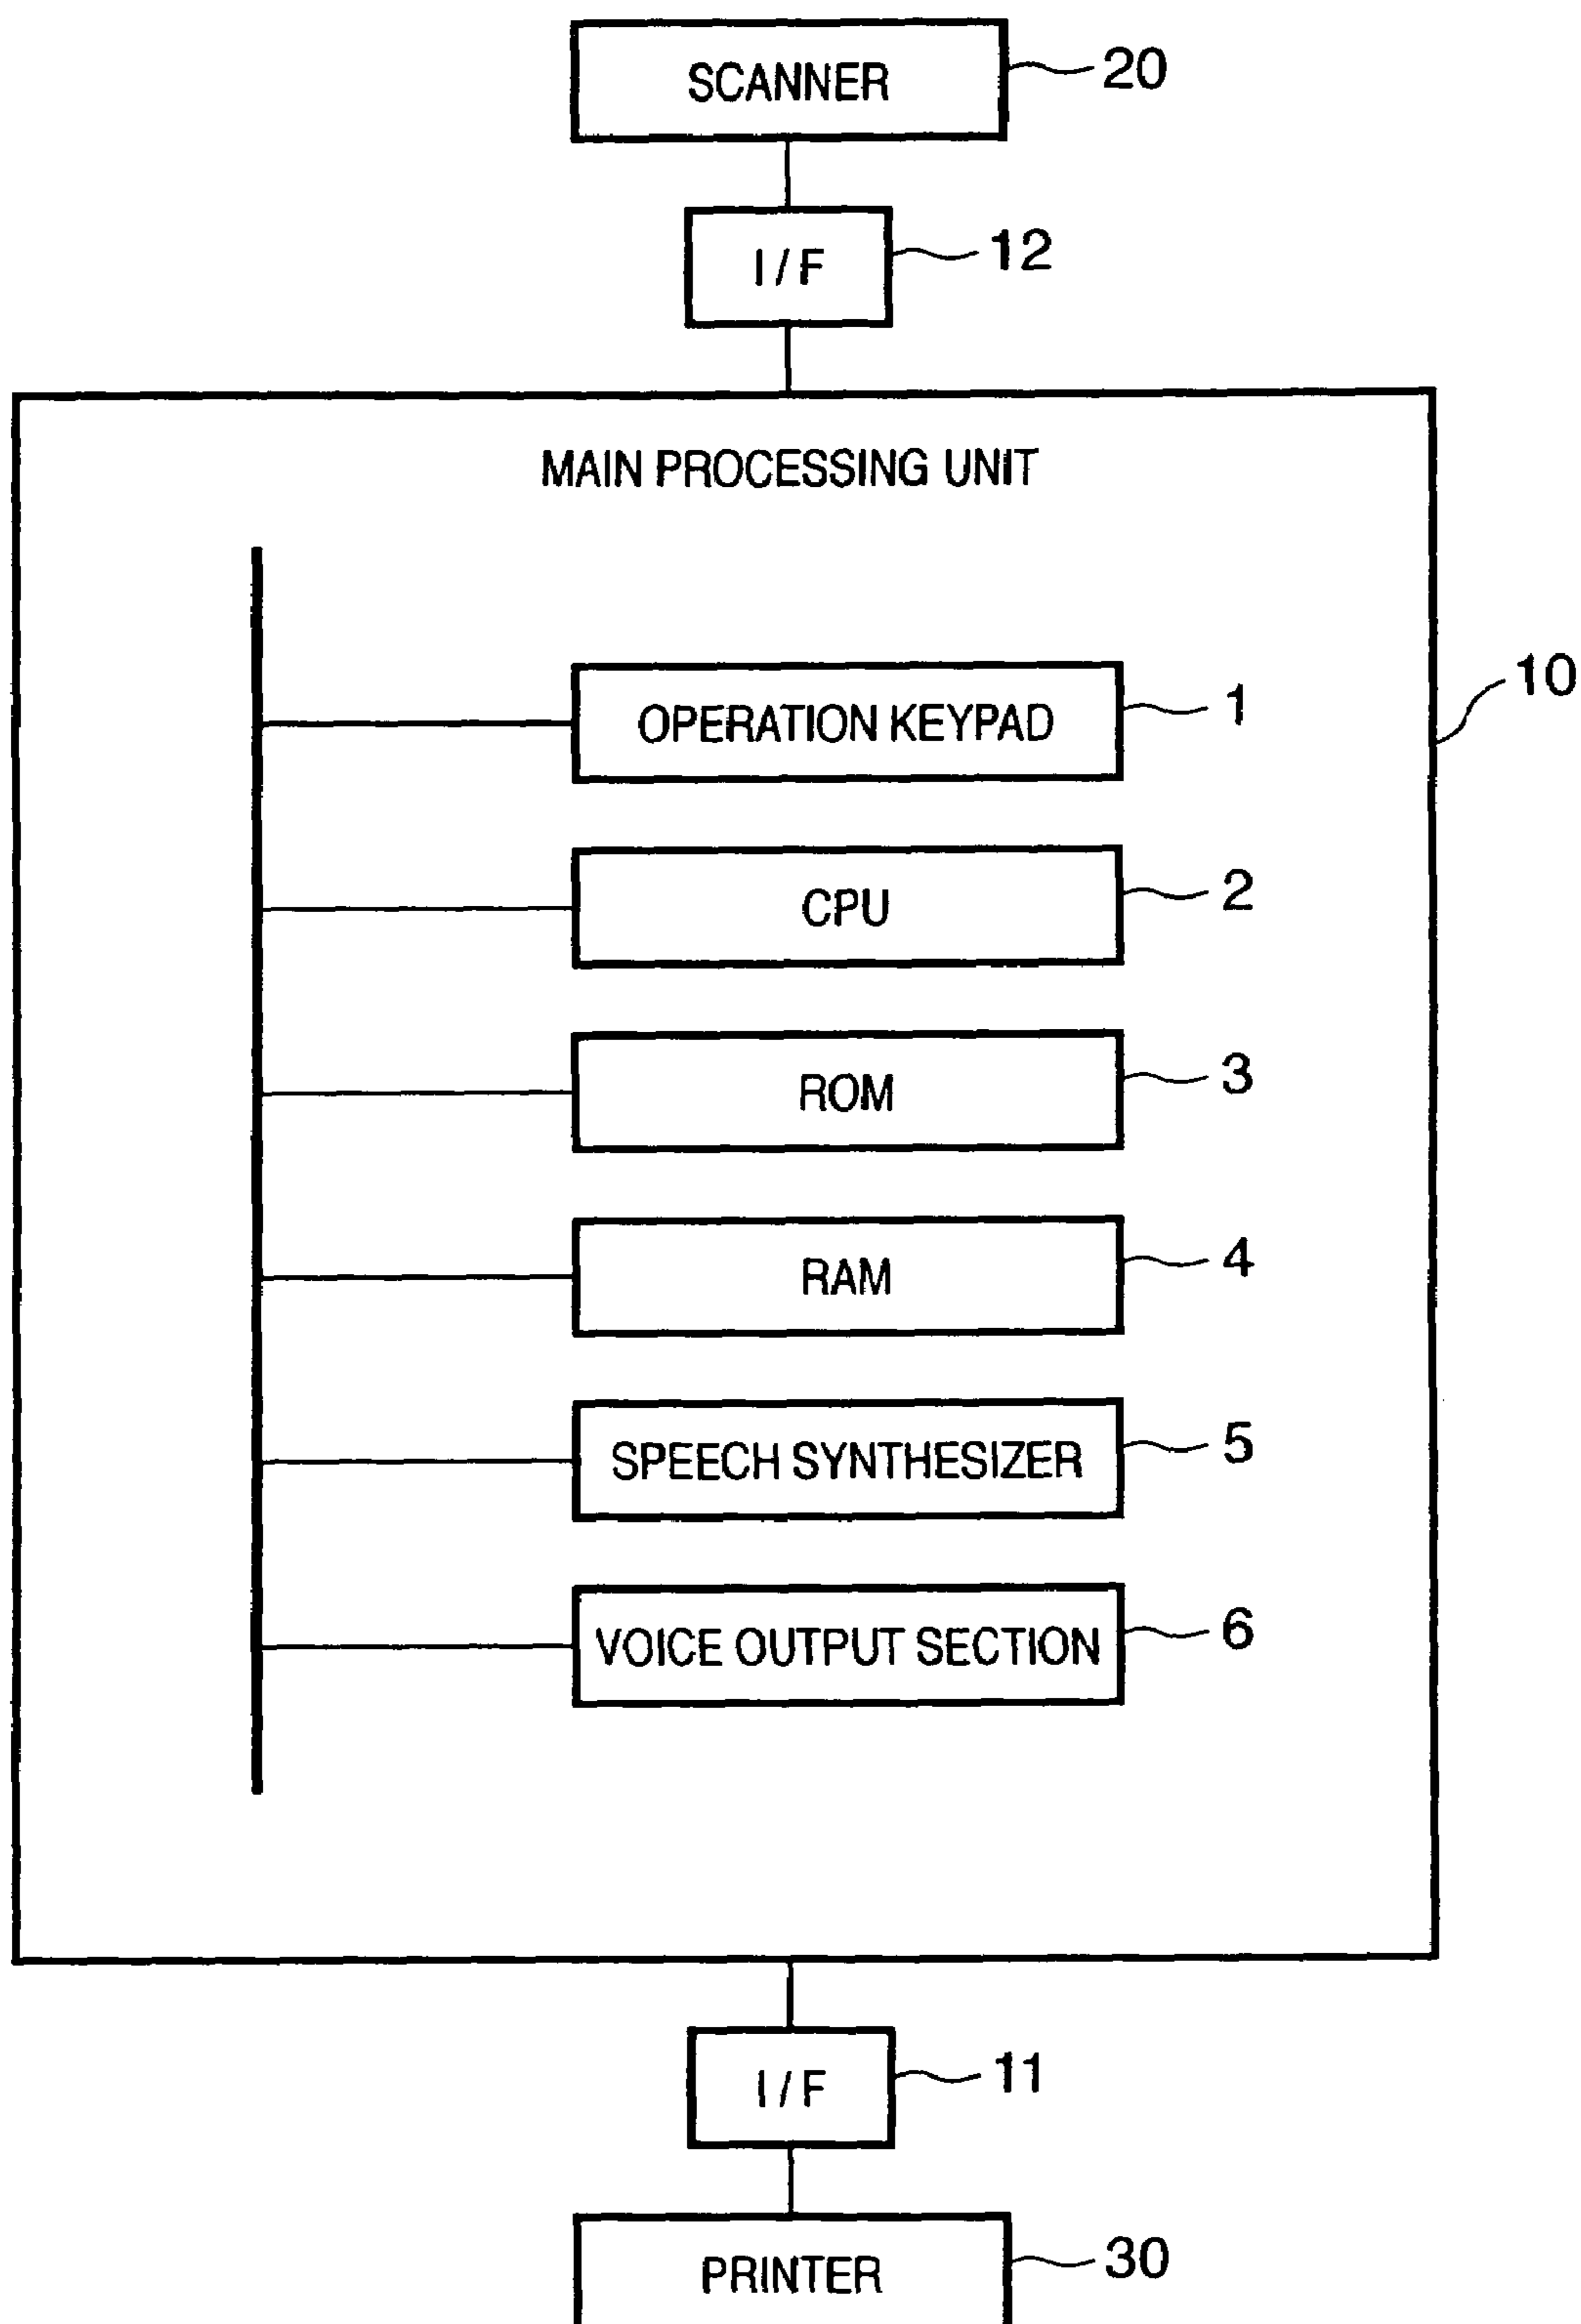 SCANNER 20
I/F 12
MAIN PROCESSING UNIT
10
OPERATION KEYPAD 1
CPU 2
ROM 3
RAM 4
SPEECH SYNTHESIZER 5
VOICE OUTPUT SECTION 6
I/F 11
PRINTER 30